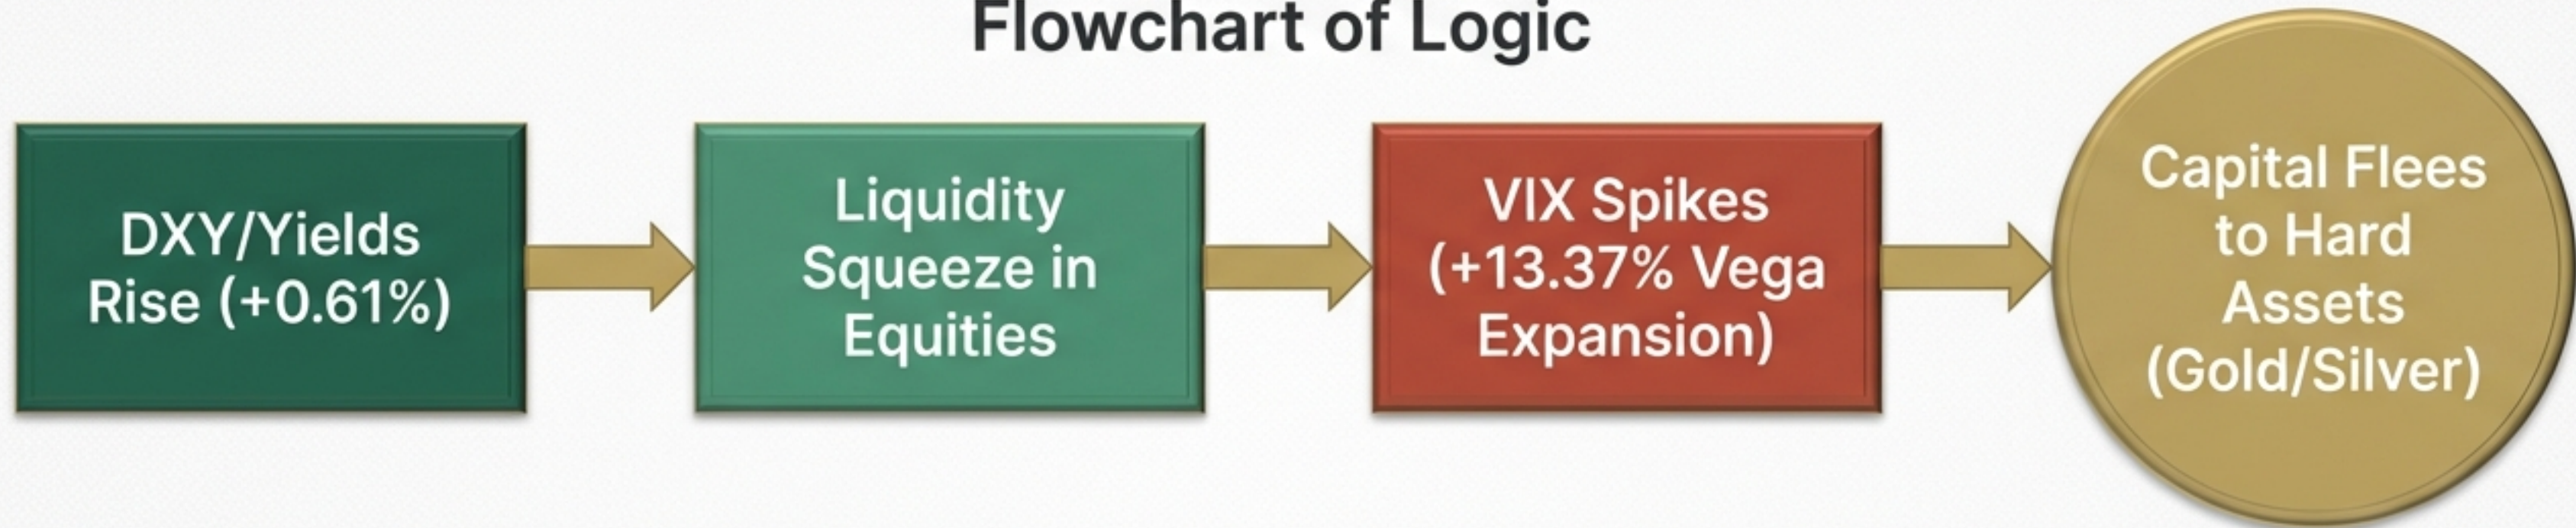 Flowchart of Logic
DXY/Yields
Rise (+0.61%)
Liquidity
Squeeze in
Equities
VIX Spikes
(+13.37% Vega
Expansion)
Capital Flees
to Hard
Assets
(Gold/Silver)